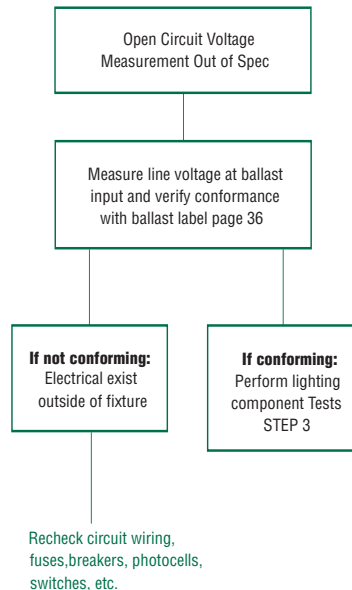 Open Circuit Voltage
Measurement Out of Spec
Measure line voltage at ballast
input and verify conformance
with ballast label page 36
If not conforming:
Electrical exist
outside of fixture
If conforming:
Perform lighting
component Tests
STEP 3
Recheck circuit wiring,
fuses,breakers, photocells,
switches, etc.